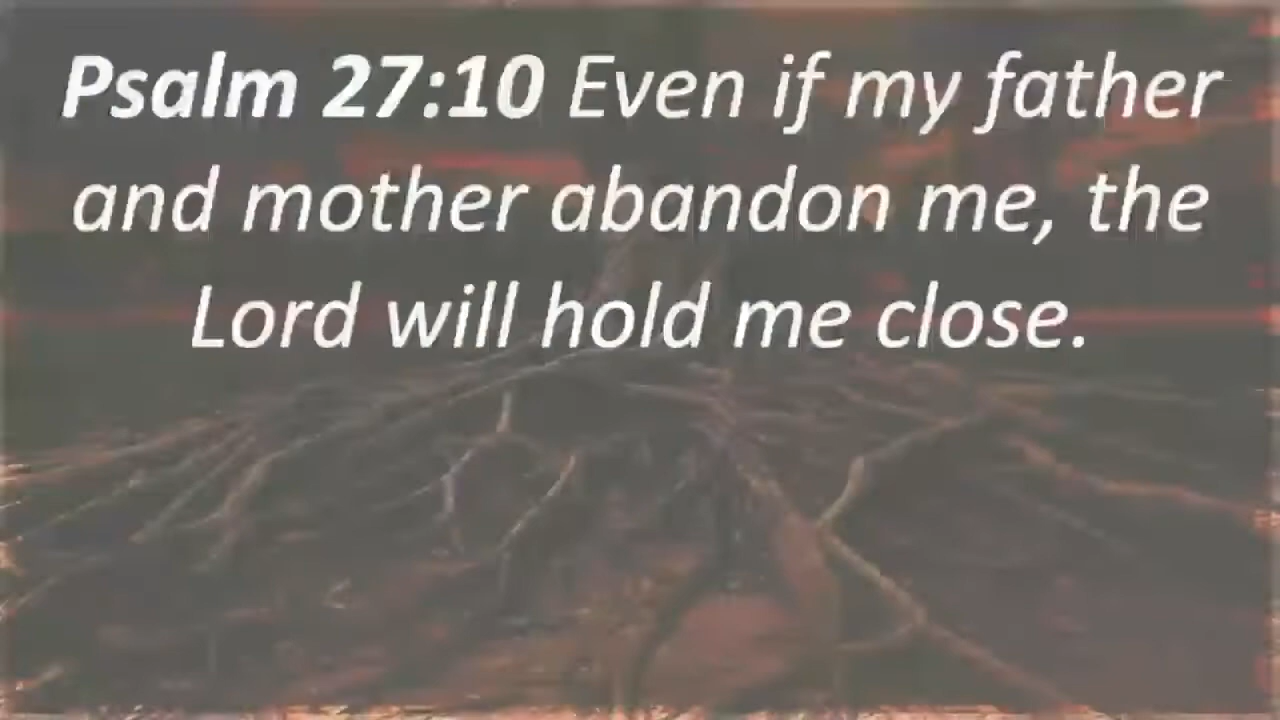 Psalm 27:10 Even if my father
and mother abandon me, the
Lord will hold me close.